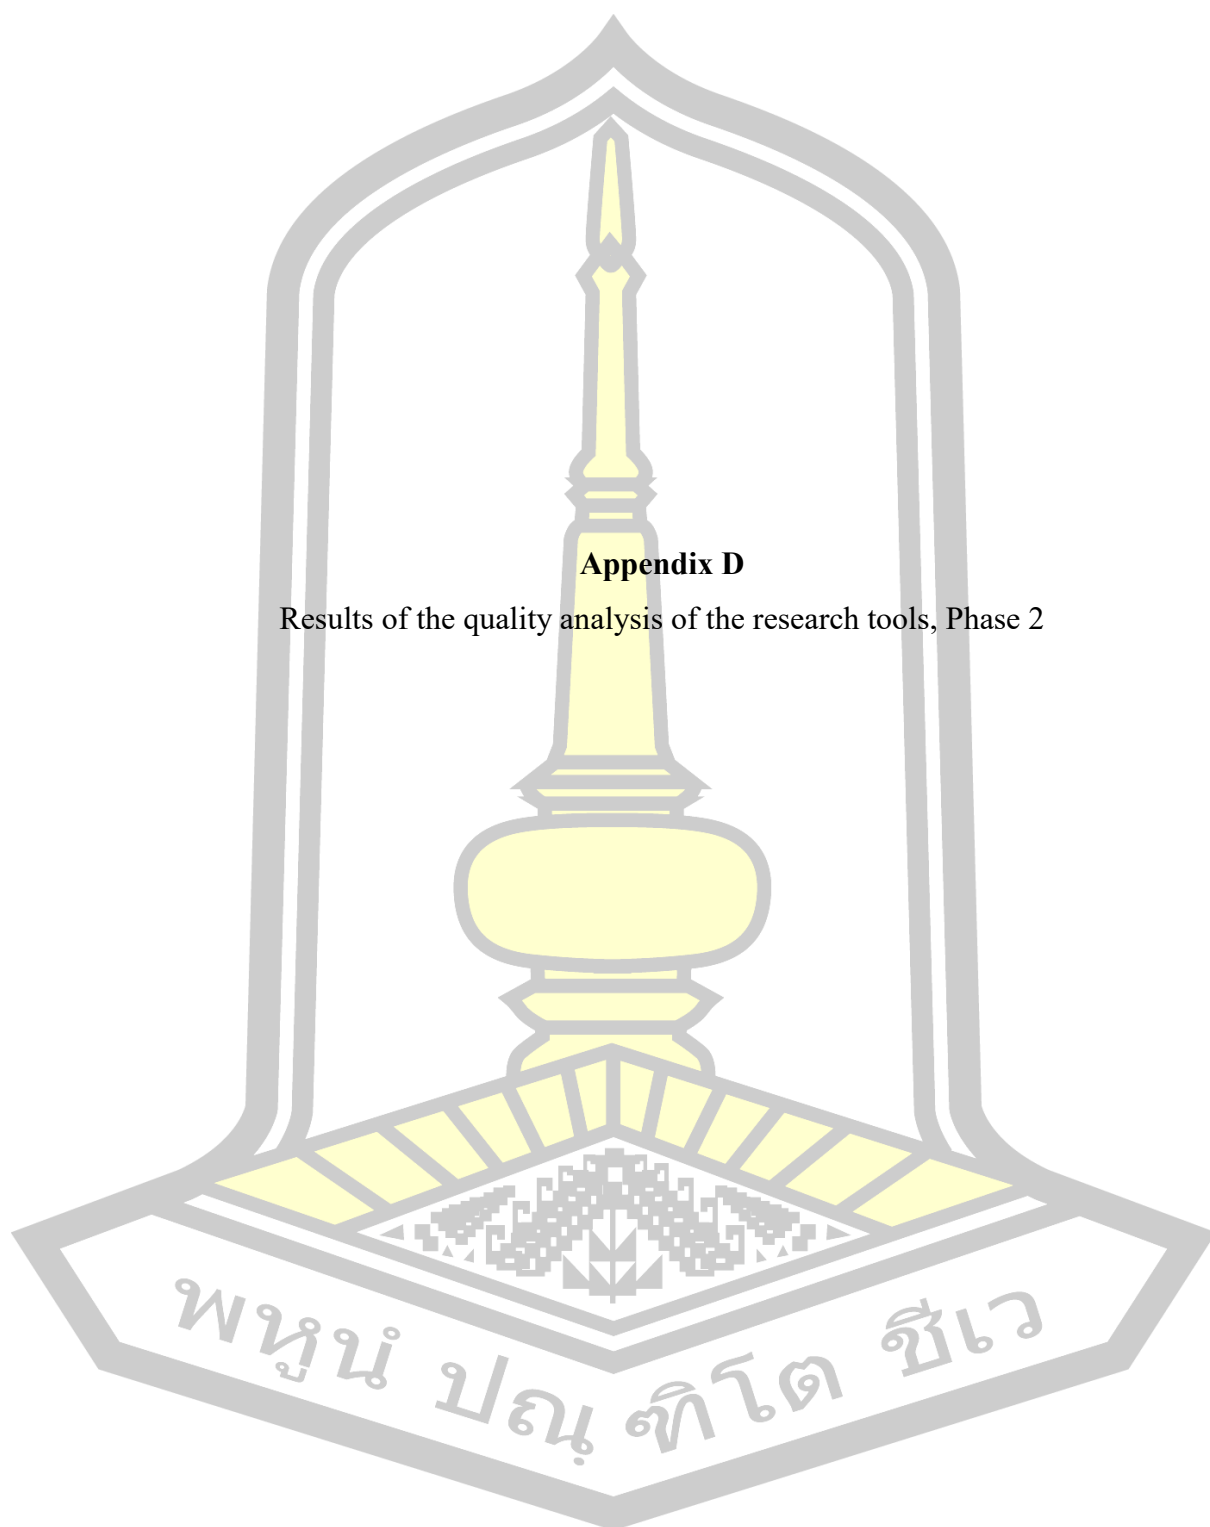 Appendix D
Results of the quality analysis of the research tools, Phase 2
พหูนํ ปณฺ ฑิโต ชีเว